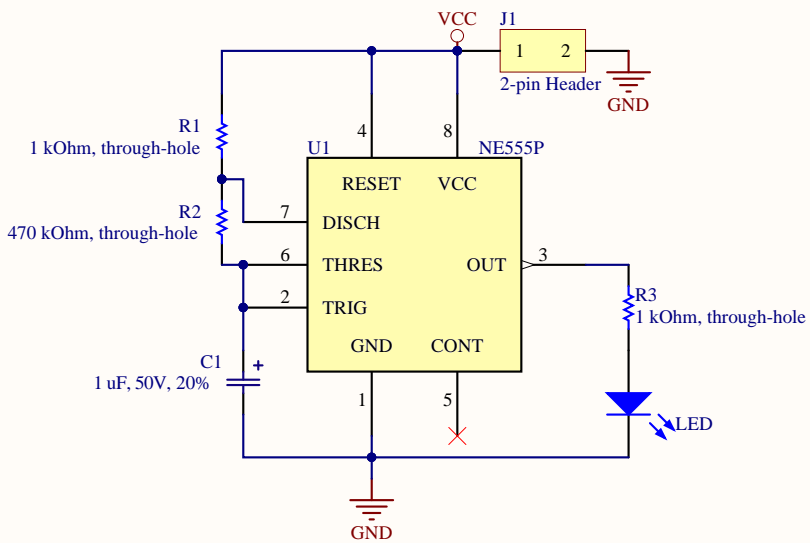 VCC
J1
1 2
2-pin Header
GND
R1
1 kOhm, through-hole
4
8
U1
NE555P
RESET VCC
R2
470 kOhm, through-hole
7
DISCH
6
THRES
OUT
3
2
TRIG
R3
1 kOhm, through-hole
GND CONT
C1
+
1 uF, 50V, 20%
1
5
LED
GND